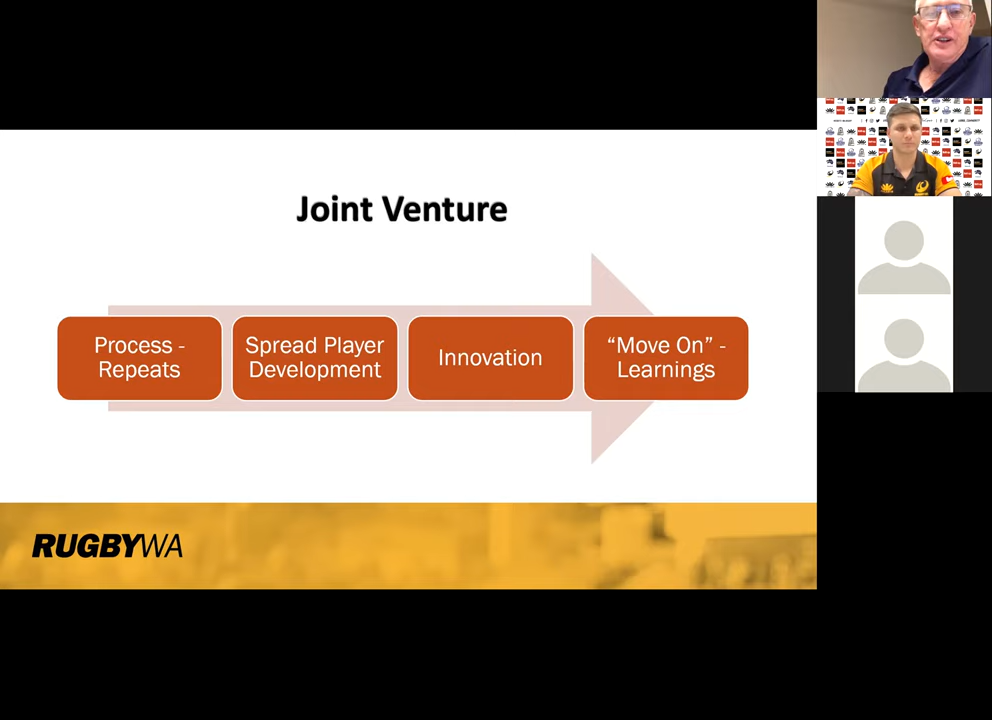 Joint Venture
Process -
Repeats
Spread Player
Development
Innovation
“Move On” -
Learnings
RUGBYWA